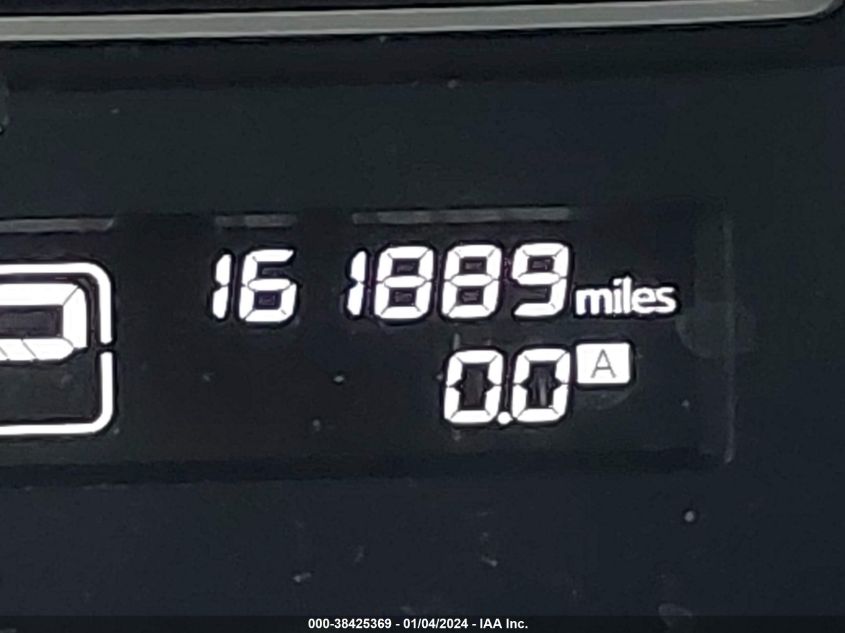 16 1889 miles
0.0 A
000-38425369 - 01/04/2024 - IAA Inc.